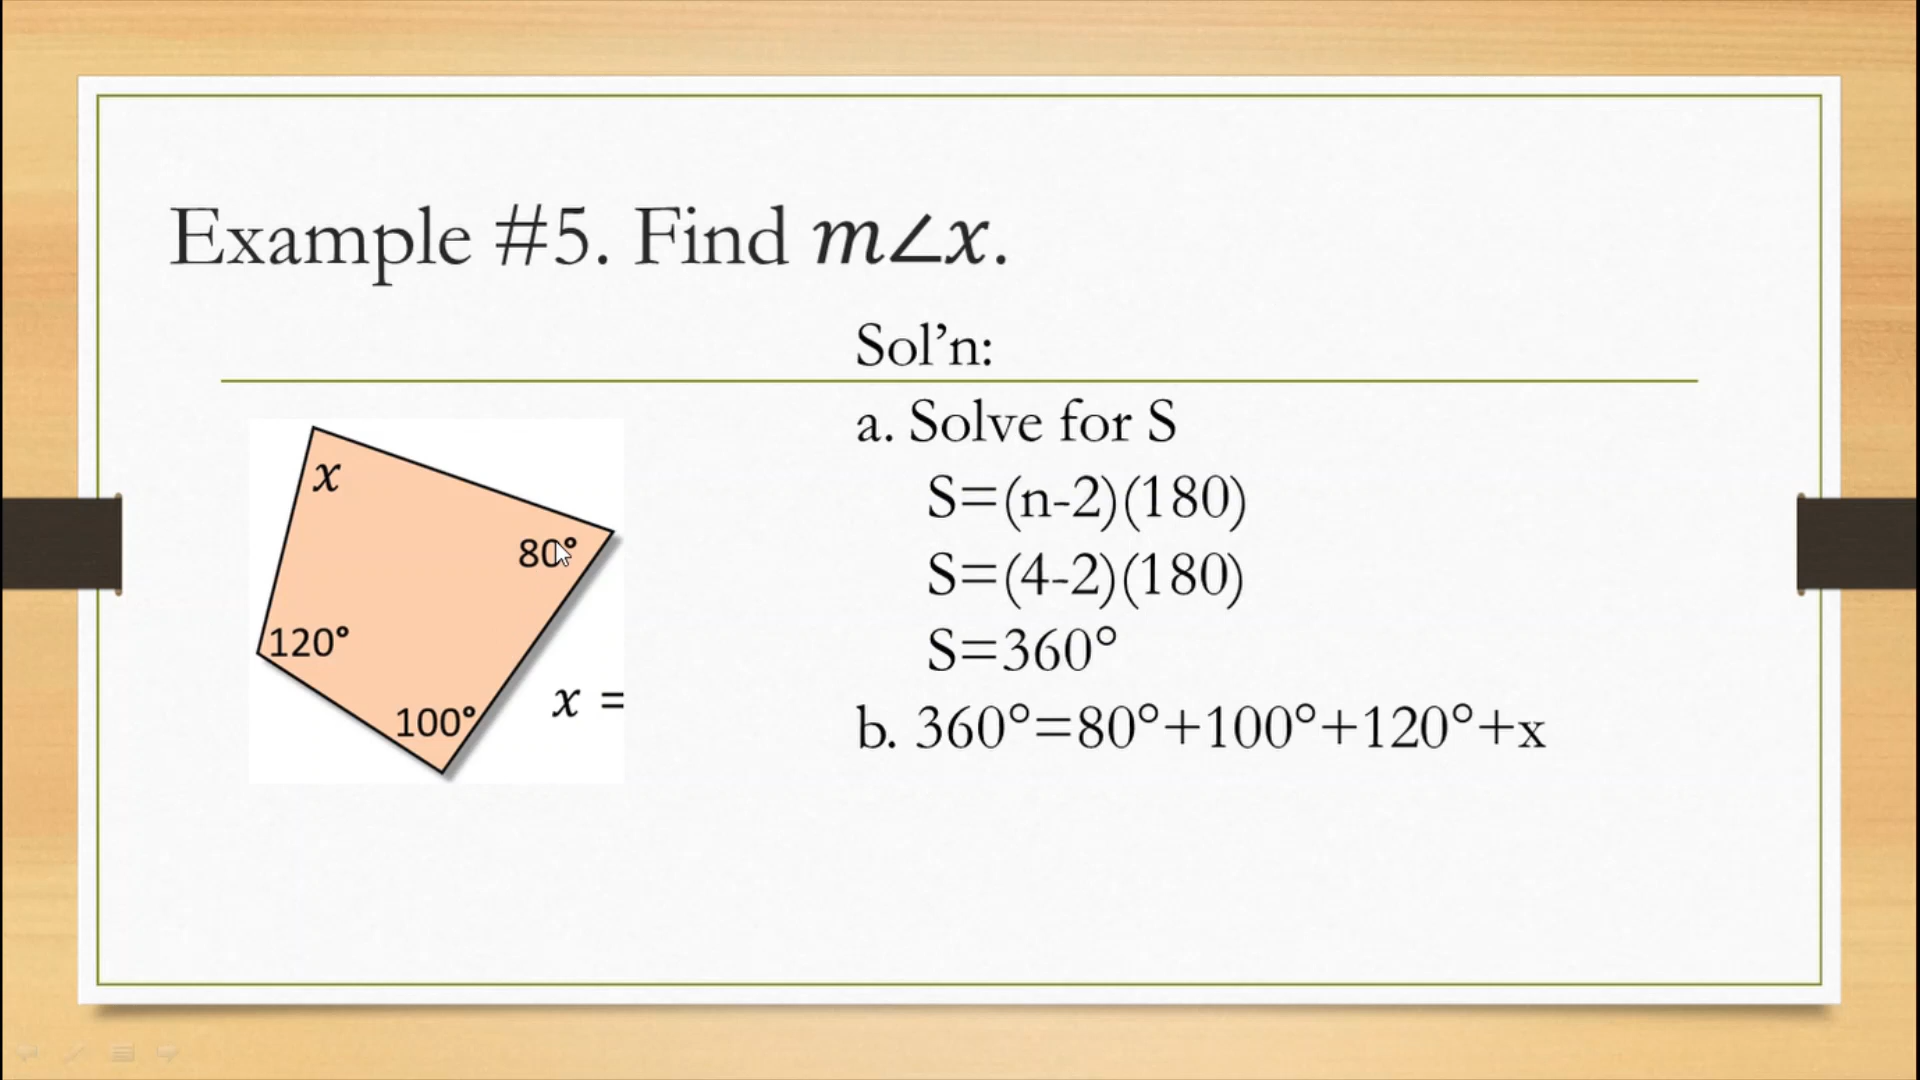 Example #5. Find m∠x.
Sol'n:
a. Solve for S
S=(n-2)(180)
S=(4-2)(180)
S=360°
b. 360°=80°+100°+120°+x
x
80°
120°
100°
x =